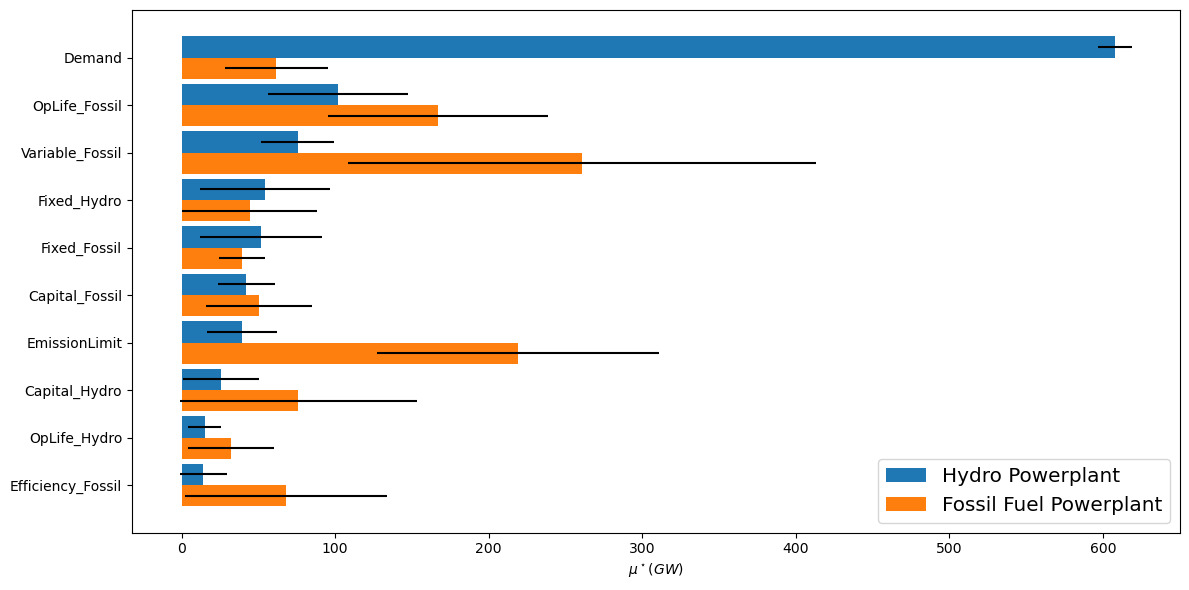 Demand
OpLife_Fossil
Variable_Fossil
Fixed_Hydro
Fixed_Fossil
Capital_Fossil
EmissionLimit
Capital_Hydro
OpLife_Hydro
Efficiency_Fossil
Hydro Powerplant
Fossil Fuel Powerplant
0 100 200 300 400 500 600
μ*(GW)